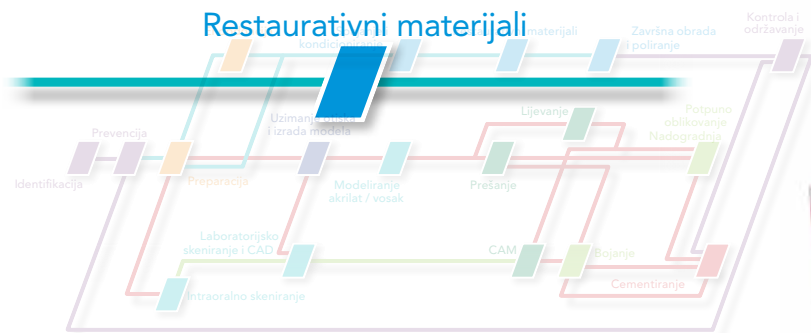 Restaurativni materijali
kondicioniranje
materijali
Završna obrada
i poliranje
Kontrola i
održavanje
Prevencija
Uzimanje otiska
i izrada modela
Lijevanje
Potpuno
oblikovanje
Nadogradnja
Identifikacija
Preparacija
Modeliranje
akrilat / vosak
Prešanje
Laboratorijsko
skeniranje i CAD
CAM
Bojanje
Cementiranje
Intraoralno skeniranje